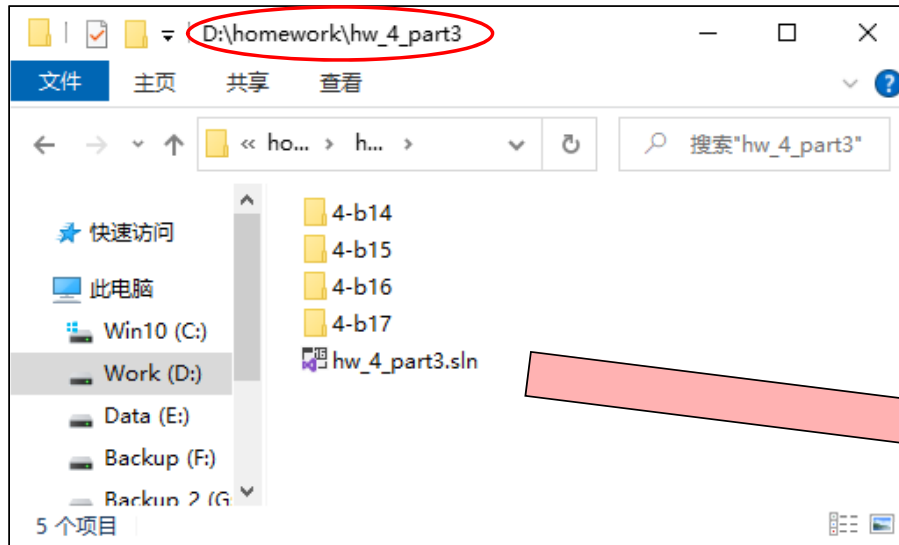 D:\homework\hw_4_part3
文件 主页 共享 查看
« ho... › h... › 搜索"hw_4_part3"
快速访问
此电脑
Win10 (C:)
Work (D:)
Data (E:)
Backup (F:)
Backup 2 (G
4-b14
4-b15
4-b16
4-b17
hw_4_part3.sln
5 个项目